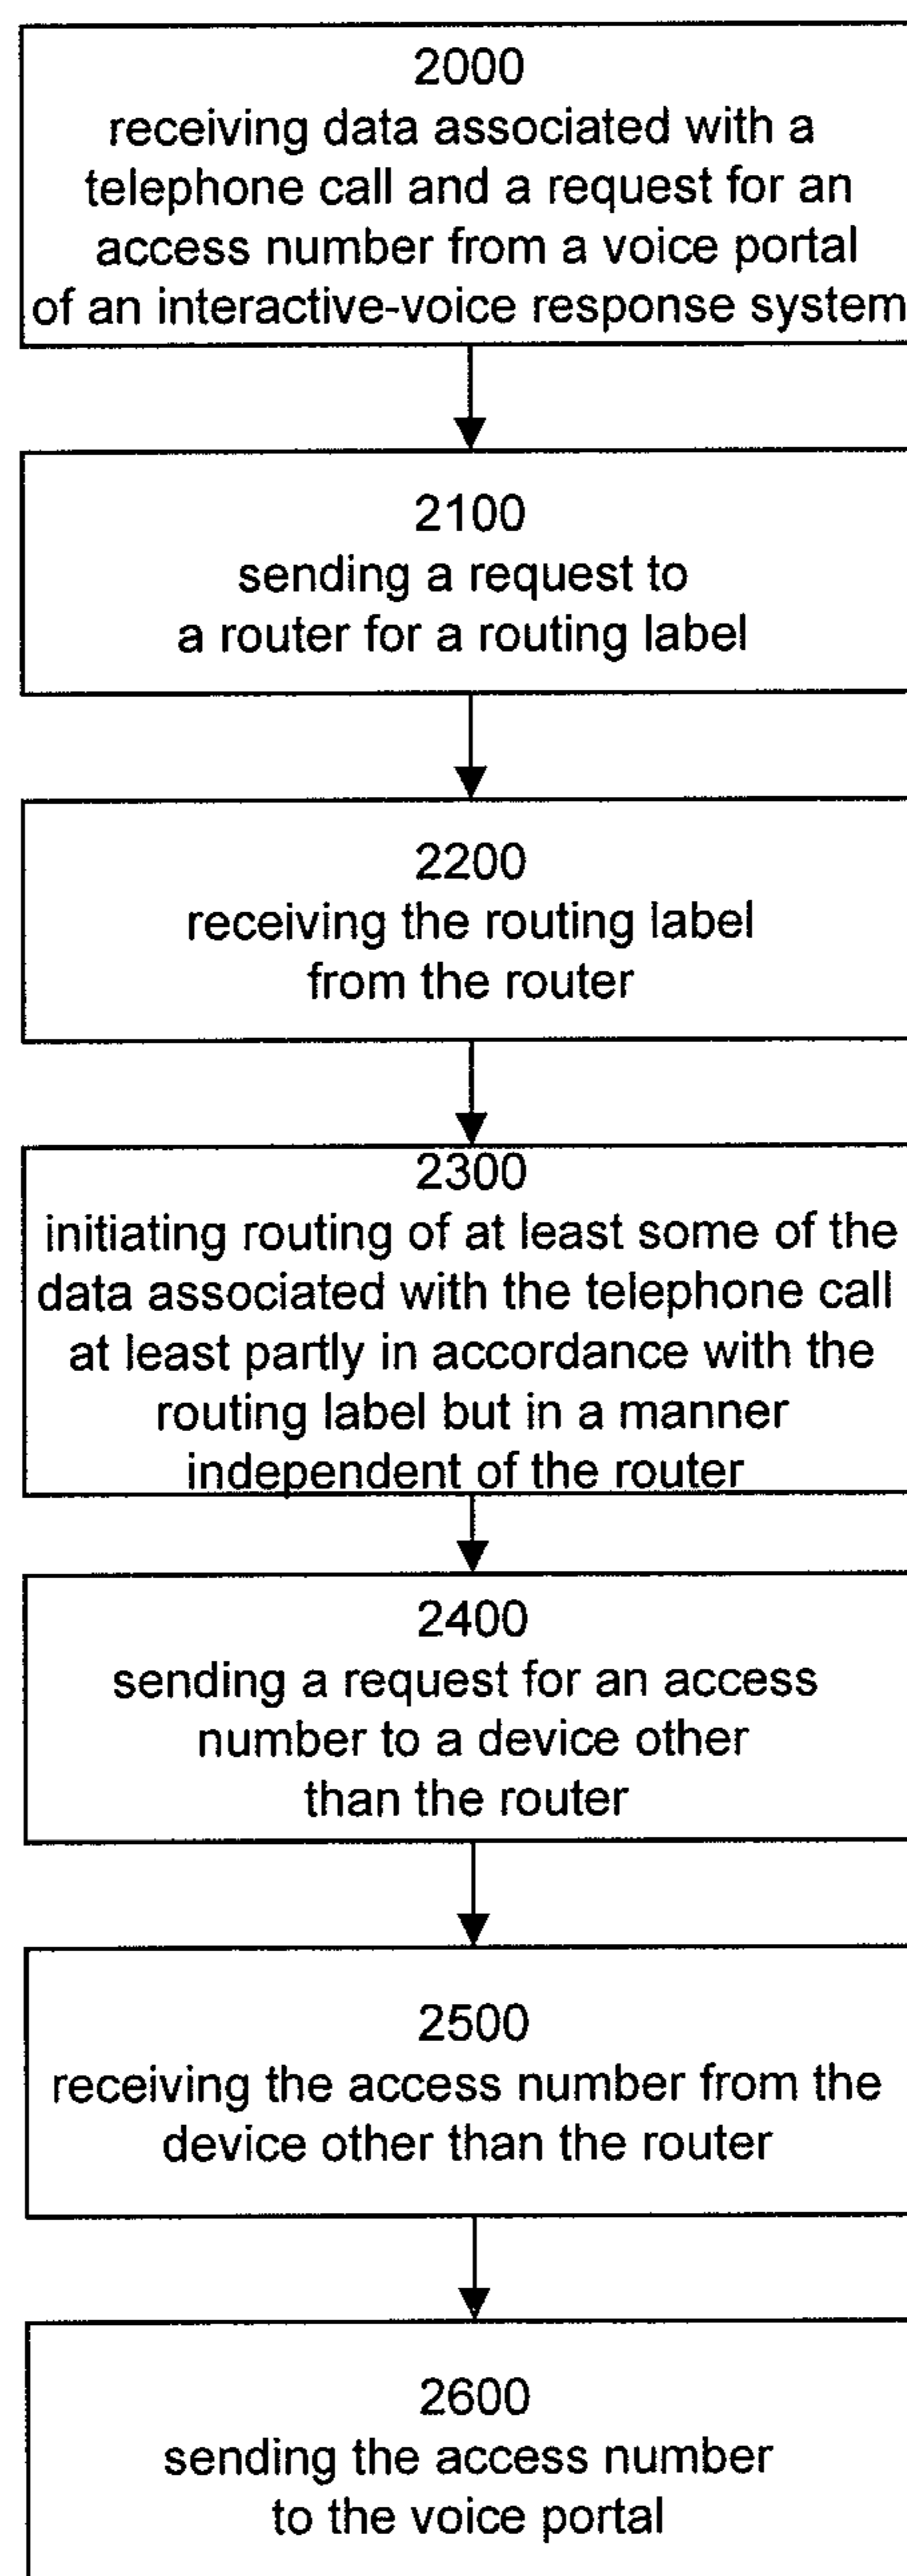 2000
receiving data associated with a
telephone call and a request for an
access number from a voice portal
of an interactive-voice response system
2100
sending a request to
a router for a routing label
2200
receiving the routing label
from the router
2300
initiating routing of at least some of the
data associated with the telephone call
at least partly in accordance with the
routing label but in a manner
independent of the router
2400
sending a request for an access
number to a device other
than the router
2500
receiving the access number from the
device other than the router
2600
sending the access number
to the voice portal